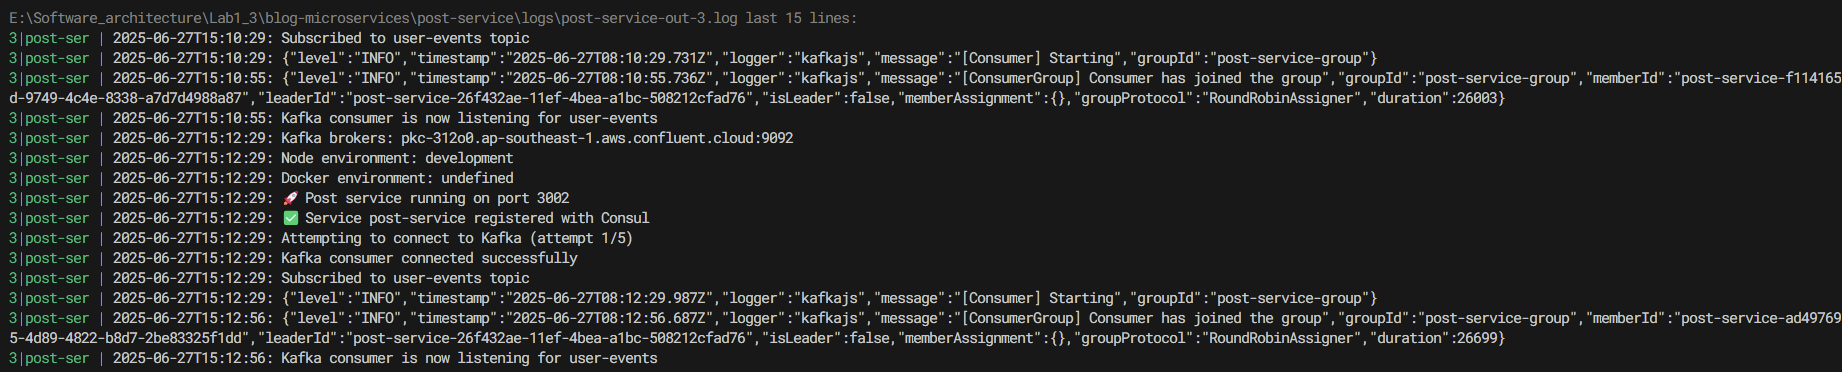 E:\Software_architecture\Lab1_3\blog-microservices\post-service\logs\post-service-out-3.log last 15 lines:
3|post-ser | 2025-06-27T15:10:29: Subscribed to user-events topic
3|post-ser | 2025-06-27T15:10:29: {"level":"INFO","timestamp":"2025-06-27T08:10:29.731Z","logger":"kafkajs","message":"[Consumer] Starting","groupId":"post-service-group"}
3|post-ser | 2025-06-27T15:10:55: {"level":"INFO","timestamp":"2025-06-27T08:10:55.736Z","logger":"kafkajs","message":"[ConsumerGroup] Consumer has joined the group","groupId":"post-service-group","memberId":"post-service-f114165
d-9749-4c4e-8338-a7d7d4988a87","leaderId":"post-service-26f432ae-11ef-4bea-a1bc-508212cfad76","isLeader":false,"memberAssignment":{},"groupProtocol":"RoundRobinAssigner","duration":26003}
3|post-ser | 2025-06-27T15:10:55: Kafka consumer is now listening for user-events
3|post-ser | 2025-06-27T15:12:29: Kafka brokers: pkc-312o0.ap-southeast-1.aws.confluent.cloud:9092
3|post-ser | 2025-06-27T15:12:29: Node environment: development
3|post-ser | 2025-06-27T15:12:29: Docker environment: undefined
3|post-ser | 2025-06-27T15:12:29: 🚀 Post service running on port 3002
3|post-ser | 2025-06-27T15:12:29: ✅ Service post-service registered with Consul
3|post-ser | 2025-06-27T15:12:29: Attempting to connect to Kafka (attempt 1/5)
3|post-ser | 2025-06-27T15:12:29: Kafka consumer connected successfully
3|post-ser | 2025-06-27T15:12:29: Subscribed to user-events topic
3|post-ser | 2025-06-27T15:12:29: {"level":"INFO","timestamp":"2025-06-27T08:12:29.987Z","logger":"kafkajs","message":"[Consumer] Starting","groupId":"post-service-group"}
3|post-ser | 2025-06-27T15:12:56: {"level":"INFO","timestamp":"2025-06-27T08:12:56.687Z","logger":"kafkajs","message":"[ConsumerGroup] Consumer has joined the group","groupId":"post-service-group","memberId":"post-service-ad49769
5-4d89-4822-b8d7-2be83325f1dd","leaderId":"post-service-26f432ae-11ef-4bea-a1bc-508212cfad76","isLeader":false,"memberAssignment":{},"groupProtocol":"RoundRobinAssigner","duration":26699}
3|post-ser | 2025-06-27T15:12:56: Kafka consumer is now listening for user-events